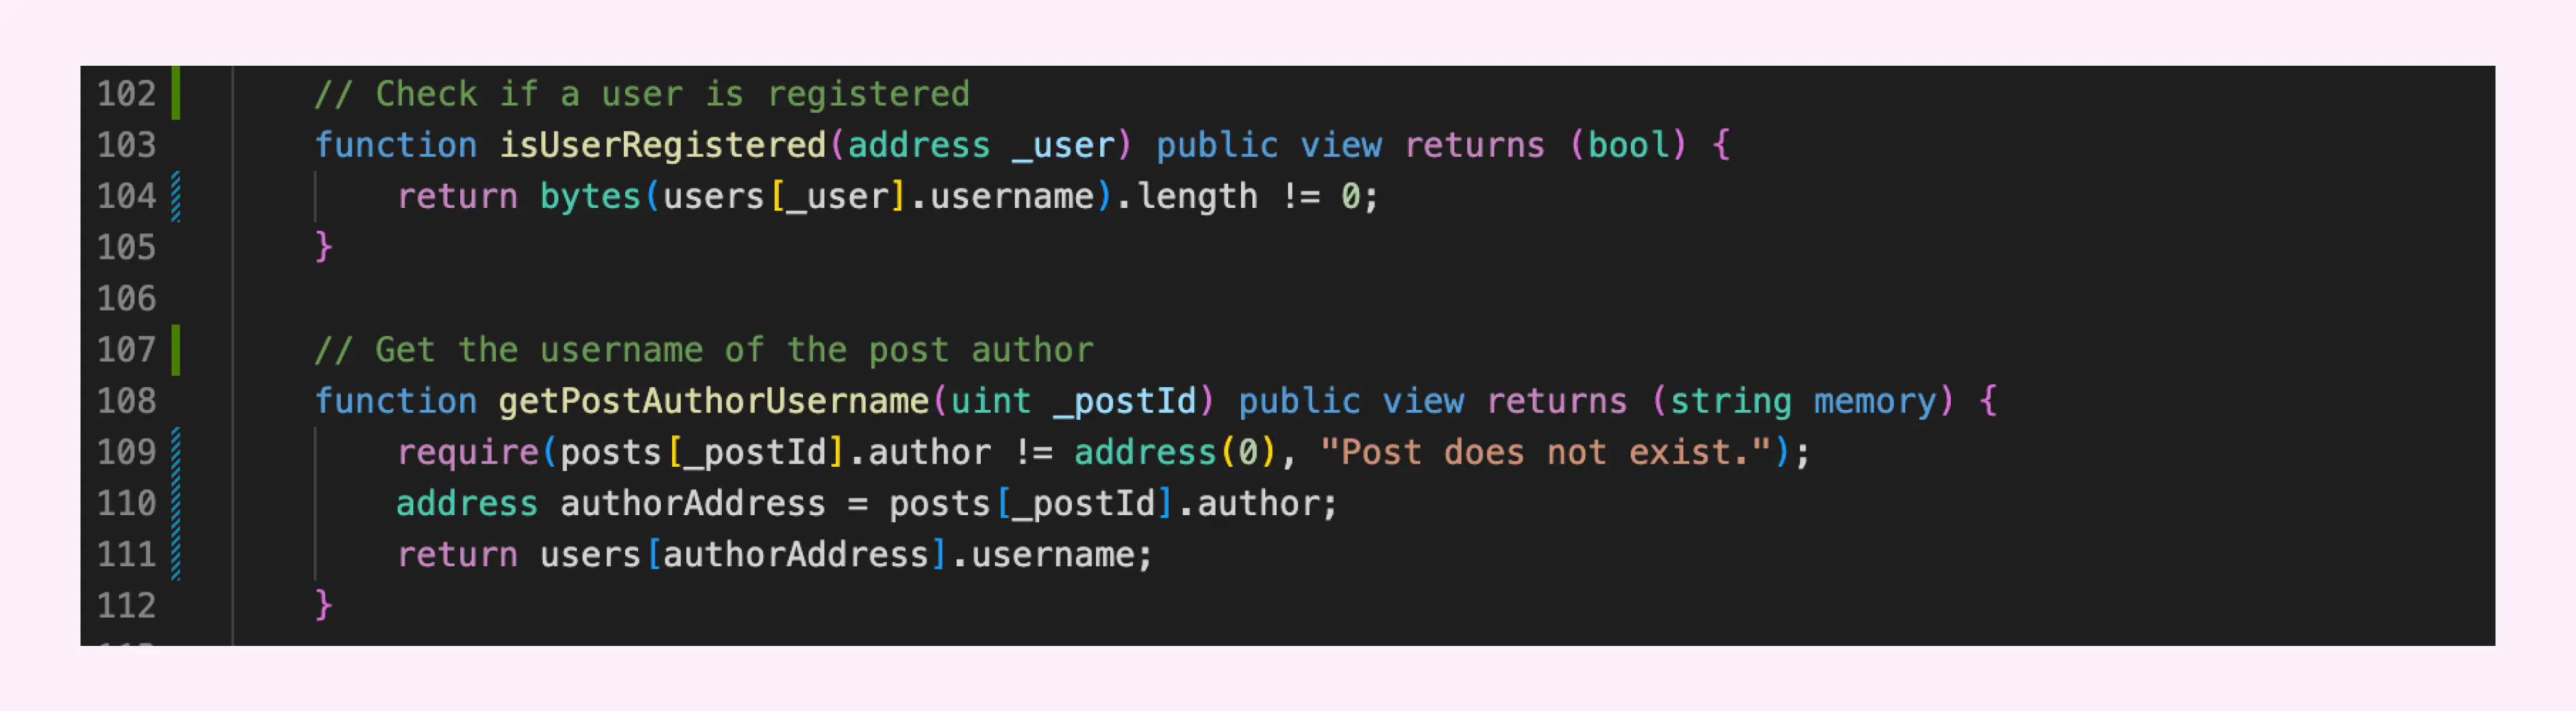 102 // Check if a user is registered
103 function isUserRegistered(address _user) public view returns (bool) {
104 return bytes(users[_user].username).length != 0;
105 }
106
107 // Get the username of the post author
108 function getPostAuthorUsername(uint _postId) public view returns (string memory) {
109 require(posts[_postId].author != address(0), "Post does not exist.");
110 address authorAddress = posts[_postId].author;
111 return users[authorAddress].username;
112 }